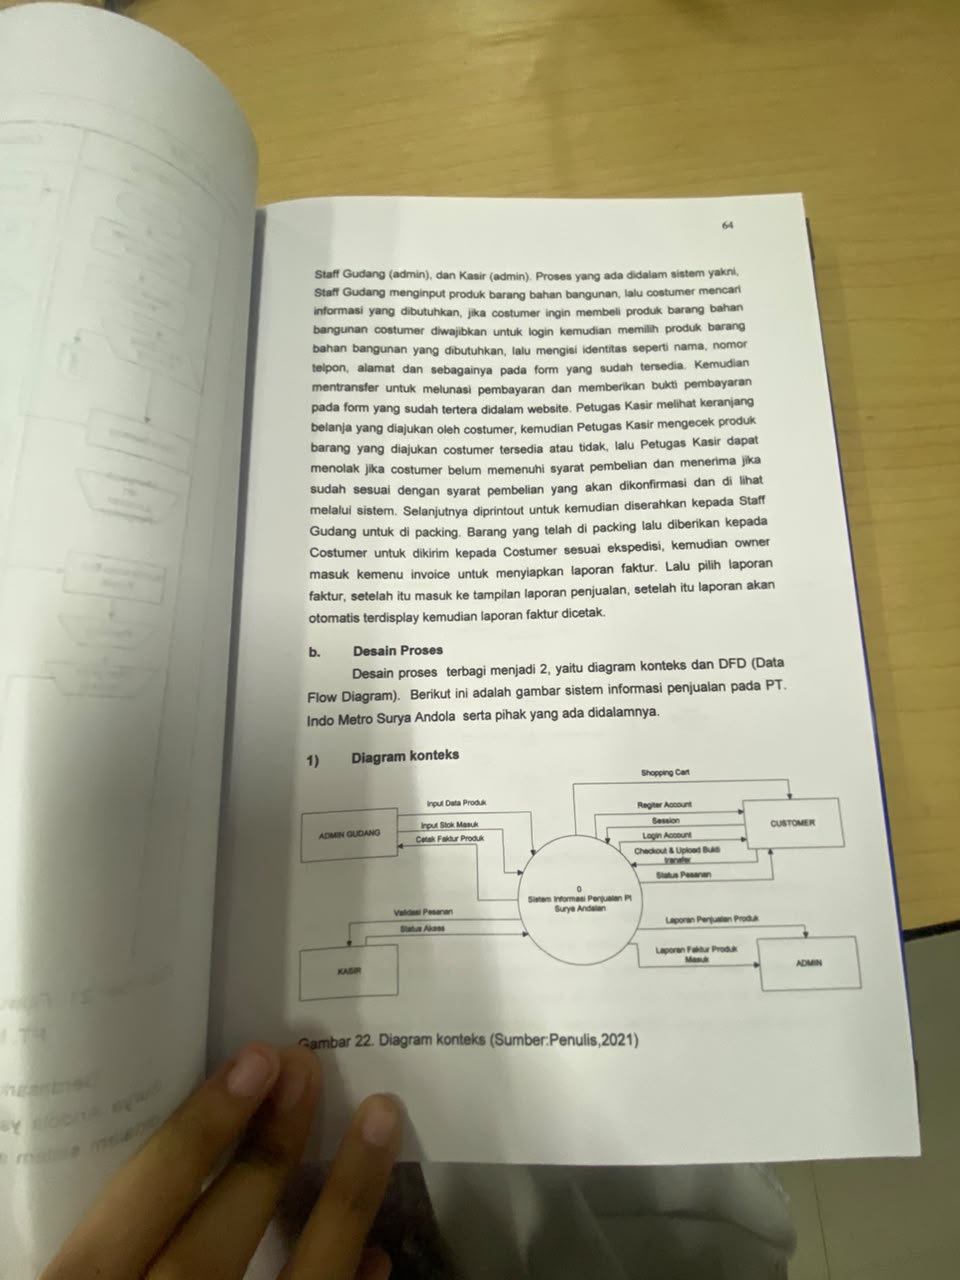 64
Staff Gudang (admin), dan Kasir (admin). Proses yang ada didalam sistem yakni,
Staff Gudang menginput produk barang bahan bangunan, lalu costumer mencari
informasi yang dibutuhkan, jika costumer ingin membeli produk barang bahan
bangunan costumer diwajibkan untuk login kemudian memilih produk barang
bahan bangunan yang dibutuhkan, lalu mengisi identitas seperti nama, nomor
telpon, alamat dan sebagainya pada form yang sudah tersedia. Kemudian
mentransfer untuk melunasi pembayaran dan memberikan bukti pembayaran
pada form yang sudah tertera didalam website. Petugas Kasir melihat keranjang
belanja yang diajukan oleh costumer, kemudian Petugas Kasir mengecek produk
barang yang diajukan costumer tersedia atau tidak, lalu Petugas Kasir dapat
menolak jika costumer belum memenuhi syarat pembelian dan menerima jika
sudah sesuai dengan syarat pembelian yang akan dikonfirmasi dan di lihat
melalui sistem. Selanjutnya diprintout untuk kemudian diserahkan kepada Staff
Gudang untuk di packing. Barang yang telah di packing lalu diberikan kepada
Costumer untuk dikirim kepada Costumer sesuai ekspedisi, kemudian owner
masuk kemenu invoice untuk menyiapkan laporan faktur. Lalu pilih laporan
faktur, setelah itu masuk ke tampilan laporan penjualan, setelah itu laporan akan
otomatis terdisplay kemudian laporan faktur dicetak.
b. Desain Proses
Desain proses terbagi menjadi 2, yaitu diagram konteks dan DFD (Data
Flow Diagram). Berikut ini adalah gambar sistem informasi penjualan pada PT.
Indo Metro Surya Andola serta pihak yang ada didalamnya.
1) Diagram konteks
Shopping Cart
Input Data Produk
Regiter Account
Session
ADMIN GUDANG
Input Stok Masuk
CUSTOMER
Cetak Faktur Produk
Login Account
Checkout & Upload Bukti
transfer
Status Pesanan
0
Sistem Informasi Penjualan Pt
Surya Andalan
Validasi Pesanan
Status Akses
Laporan Penjualan Produk
Laporan Faktur Produk
Masuk
KASIR
ADMIN
Gambar 22. Diagram konteks (Sumber:Penulis,2021)